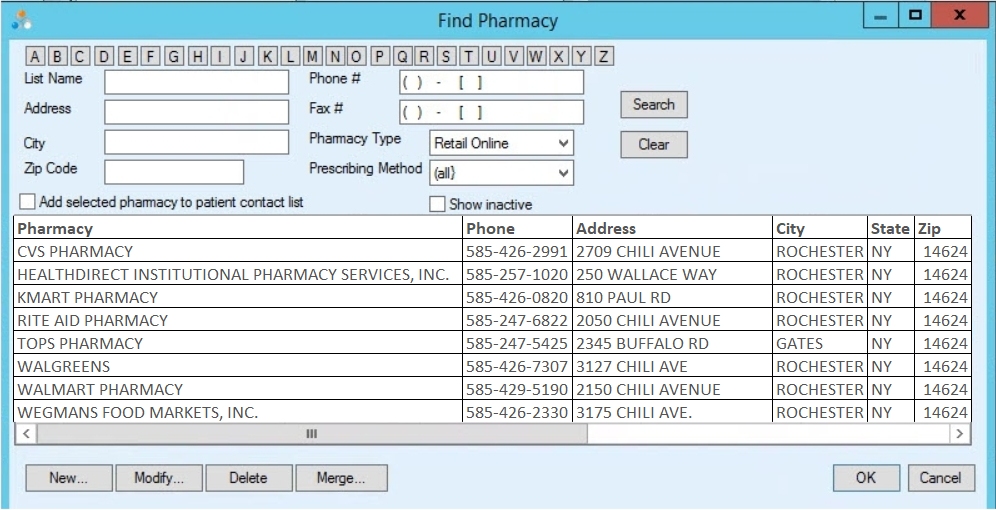 Find Pharmacy
A B C D E F G H I J K L M N O P Q R S T U V W X Y Z
List Name Phone # ( ) - [ ]
Address Fax # ( ) - [ ] Search
City Pharmacy Type Retail Online Clear
Zip Code Prescribing Method {all}
Add selected pharmacy to patient contact list Show inactive
Pharmacy Phone Address City State Zip
CVS PHARMACY 585-426-2991 2709 CHILI AVENUE ROCHESTER NY 14624
HEALTHDIRECT INSTITUTIONAL PHARMACY SERVICES, INC. 585-257-1020 250 WALLACE WAY ROCHESTER NY 14624
KMART PHARMACY 585-426-0820 810 PAUL RD ROCHESTER NY 14624
RITE AID PHARMACY 585-247-6822 2050 CHILI AVENUE ROCHESTER NY 14624
TOPS PHARMACY 585-247-5425 2345 BUFFALO RD GATES NY 14624
WALGREENS 585-426-7307 3127 CHILI AVE ROCHESTER NY 14624
WALMART PHARMACY 585-429-5190 2150 CHILI AVENUE ROCHESTER NY 14624
WEGMANS FOOD MARKETS, INC. 585-426-2330 3175 CHILI AVE. ROCHESTER NY 14624
New... Modify... Delete Merge... OK Cancel